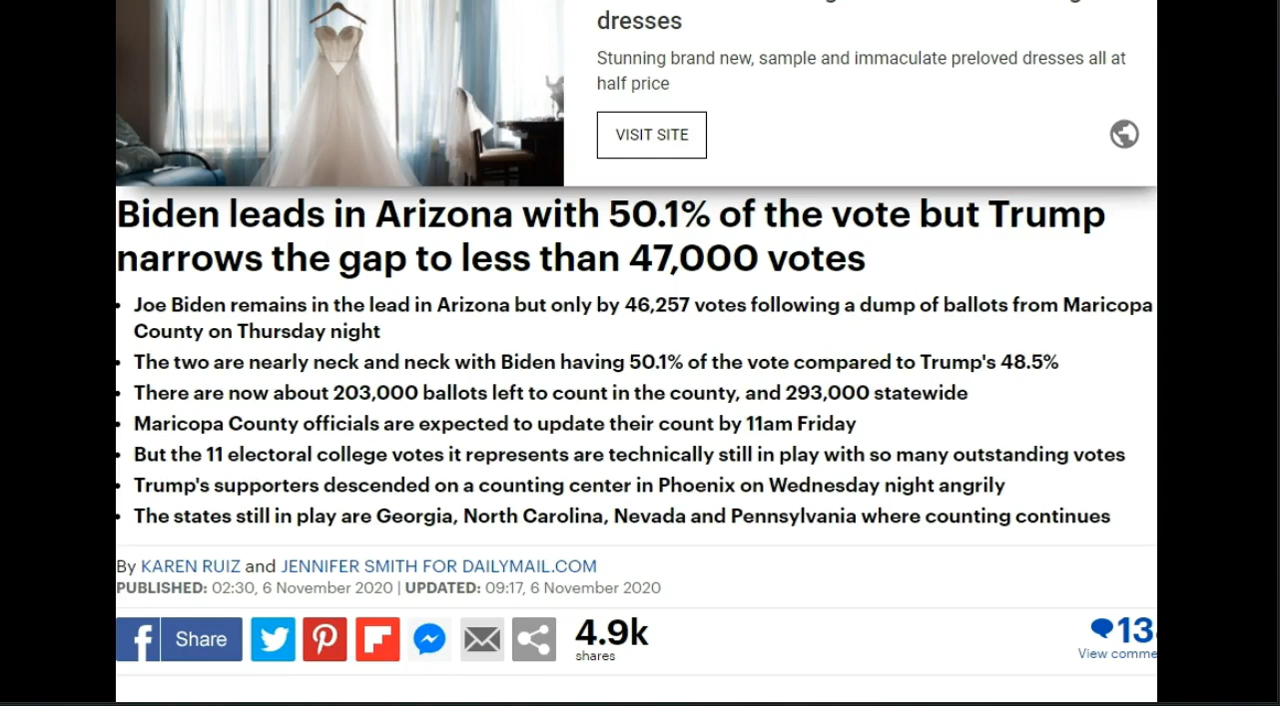 dresses
Stunning brand new, sample and immaculate preloved dresses all at
half price
VISIT SITE
Biden leads in Arizona with 50.1% of the vote but Trump
narrows the gap to less than 47,000 votes
• Joe Biden remains in the lead in Arizona but only by 46,257 votes following a dump of ballots from Maricopa
County on Thursday night
• The two are nearly neck and neck with Biden having 50.1% of the vote compared to Trump's 48.5%
• There are now about 203,000 ballots left to count in the county, and 293,000 statewide
• Maricopa County officials are expected to update their count by 11am Friday
• But the 11 electoral college votes it represents are technically still in play with so many outstanding votes
• Trump's supporters descended on a counting center in Phoenix on Wednesday night angrily
• The states still in play are Georgia, North Carolina, Nevada and Pennsylvania where counting continues
By KAREN RUIZ and JENNIFER SMITH FOR DAILYMAIL.COM
PUBLISHED: 02:30, 6 November 2020 | UPDATED: 09:17, 6 November 2020
Share
4.9k
shares
View